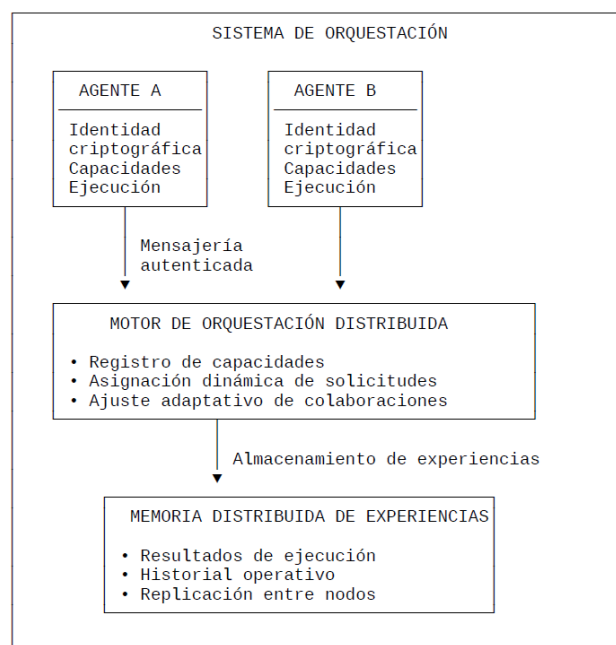 SISTEMA DE ORQUESTACIÓN
AGENTE A
Identidad
criptográfica
Capacidades
Ejecución
AGENTE B
Identidad
criptográfica
Capacidades
Ejecución
Mensajería
autenticada
MOTOR DE ORQUESTACIÓN DISTRIBUIDA
• Registro de capacidades
• Asignación dinámica de solicitudes
• Ajuste adaptativo de colaboraciones
Almacenamiento de experiencias
MEMORIA DISTRIBUIDA DE EXPERIENCIAS
• Resultados de ejecución
• Historial operativo
• Replicación entre nodos